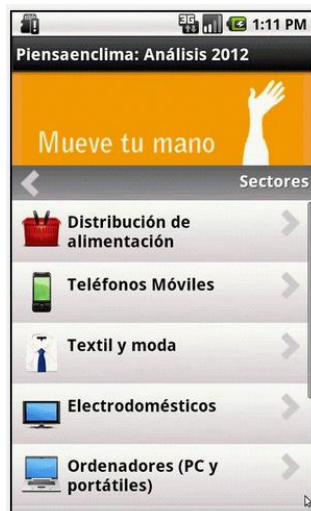 3G 1:11 PM
Piensaenclima: Análisis 2012
Mueve tu mano
Sectores
Distribución de
alimentación
Teléfonos Móviles
Textil y moda
Electrodomésticos
Ordenadores (PC y
portátiles)